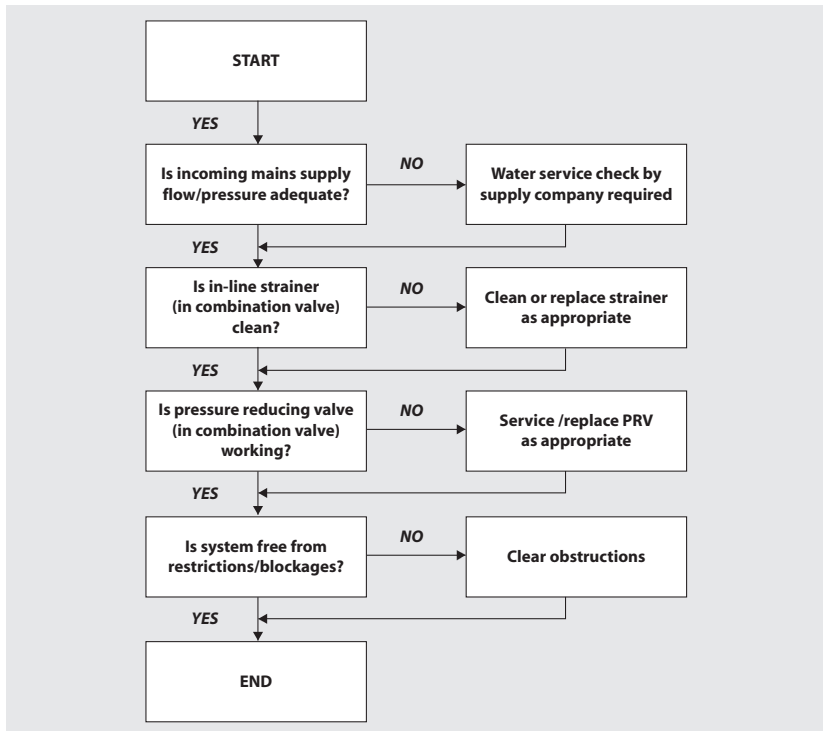 START
YES
Is incoming mains supply
flow/pressure adequate?
NO
Water service check by
supply company required
YES
Is in-line strainer
(in combination valve)
clean?
NO
Clean or replace strainer
as appropriate
YES
Is pressure reducing valve
(in combination valve)
working?
NO
Service /replace PRV
as appropriate
YES
Is system free from
restrictions/blockages?
NO
Clear obstructions
YES
END